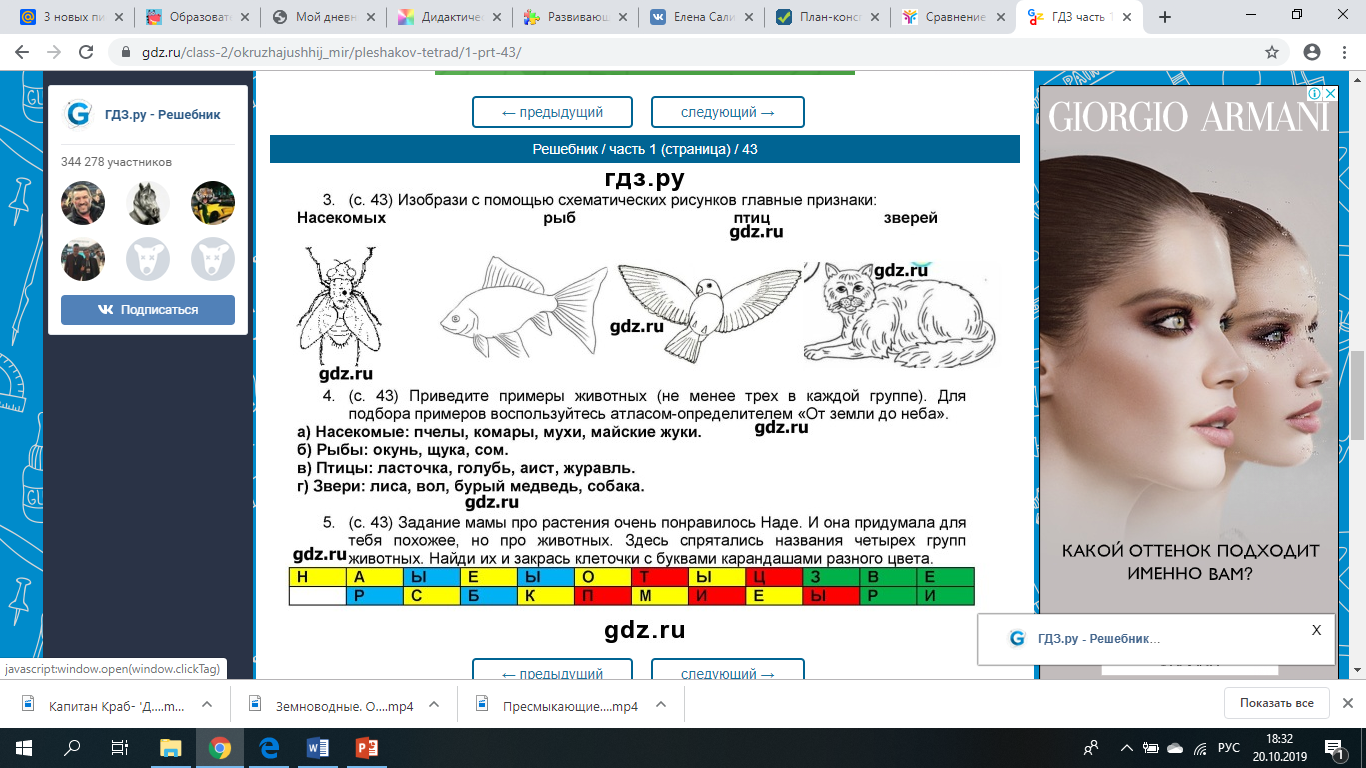 3 новых пи
Образовате
Мой дневн
Дидактичес
Развивающ
Елена Сали
План-конс
Сравнение
ГДЗ часть 1
gdz.ru/class-2/okruzhajushhij_mir/pleshakov-tetrad/1-prt-43/
ГДЗ.ру - Решебник
344 278 участников
Подписаться
← предыдущий
следующий →
Решебник / часть 1 (страница) / 43
гдз.ру
3. (с. 43) Изобрази с помощью схематических рисунков главные признаки:
Насекомых рыб птиц зверей
gdz.ru
gdz.ru
gdz.ru
gdz.ru
4. (с. 43) Приведите примеры животных (не менее трех в каждой группе). Для
подбора примеров воспользуйтесь атласом-определителем «От земли до неба».
gdz.ru
а) Насекомые: пчелы, комары, мухи, майские жуки.
б) Рыбы: окунь, щука, сом.
в) Птицы: ласточка, голубь, аист, журавль.
г) Звери: лиса, вол, бурый медведь, собака.
gdz.ru
5. (с. 43) Задание мамы про растения очень понравилось Наде. И она придумала для
тебя похожее, но про животных. Здесь спрятались названия четырех групп
gdz.ru
животных. Найди их и закрась клеточки с буквами карандашами разного цвета.
Н А Ы Е Ы О Т Ы Ц З В Е
Р С Б К П М И Е Ы Р И
gdz.ru
← предыдущий
следующий →
GIORGIO ARMANI
КАКОЙ ОТТЕНОК ПОДХОДИТ
ИМЕННО ВАМ?
ГДЗ.ру - Решебник...
X
javascript:window.open(window.clickTag)
Капитан Краб- 'Д....m...
Земноводные. О....mp4
Пресмыкающие....mp4
Показать все
РУС
18:32
20.10.2019
1